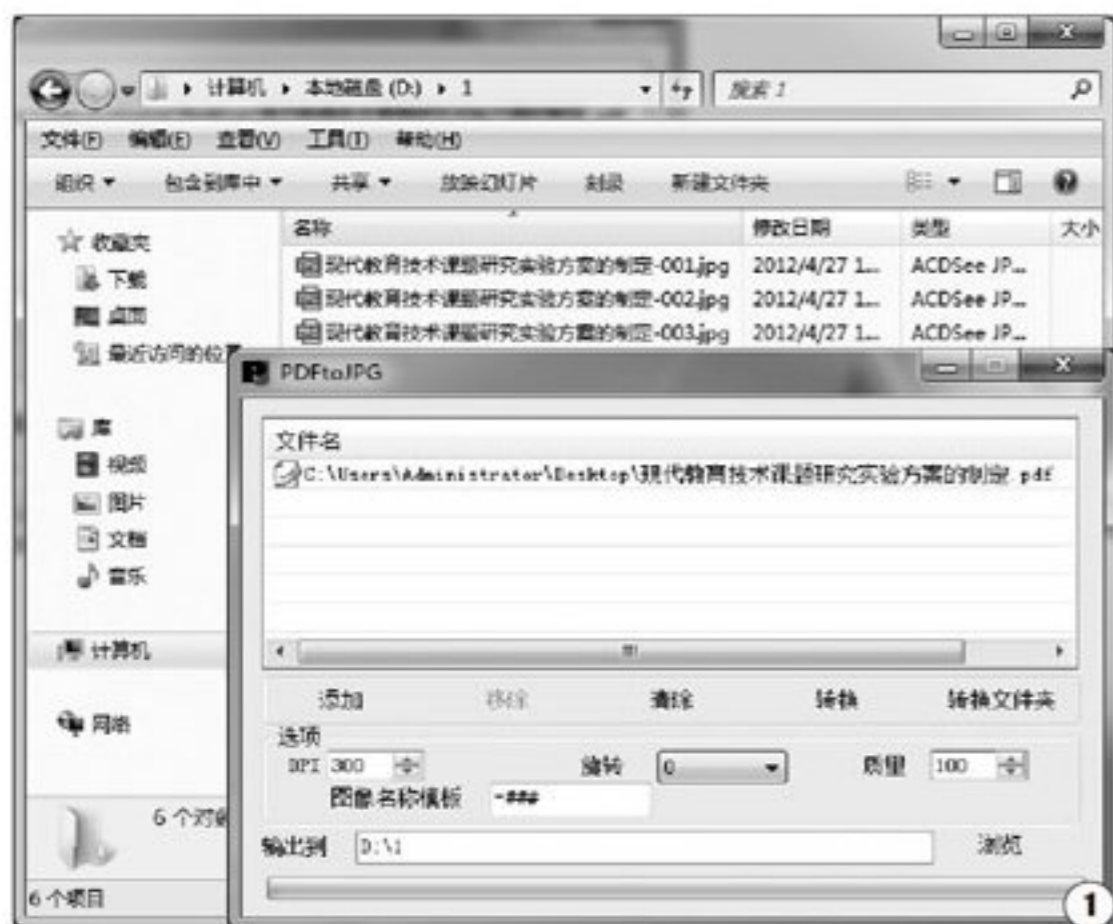 计算机 ▸ 本地磁盘 (D:) ▸ 1
搜索 1
文件(F) 编辑(E) 查看(V) 工具(T) 帮助(H)
组织 包含到库中 共享 放映幻灯片 刻录 新建文件夹
名称 修改日期 类型 大小
收藏夹
下载
桌面
最近访问的位置
现代教育技术课题研究实验方案的制定-001.jpg 2012/4/27 1... ACDSee JP...
现代教育技术课题研究实验方案的制定-002.jpg 2012/4/27 1... ACDSee JP...
现代教育技术课题研究实验方案的制定-003.jpg 2012/4/27 1... ACDSee JP...
库
视频
图片
文档
音乐
计算机
网络
6 个对
6 个项目
PDFtoJPG
文件名
C:\Users\Administrator\Desktop\现代教育技术课题研究实验方案的制定.pdf
添加 移除 清除 转换 转换文件夹
选项
DPI 300 旋转 0 质量 100
图像名称模板 -###
输出到 D:\1 浏览
1